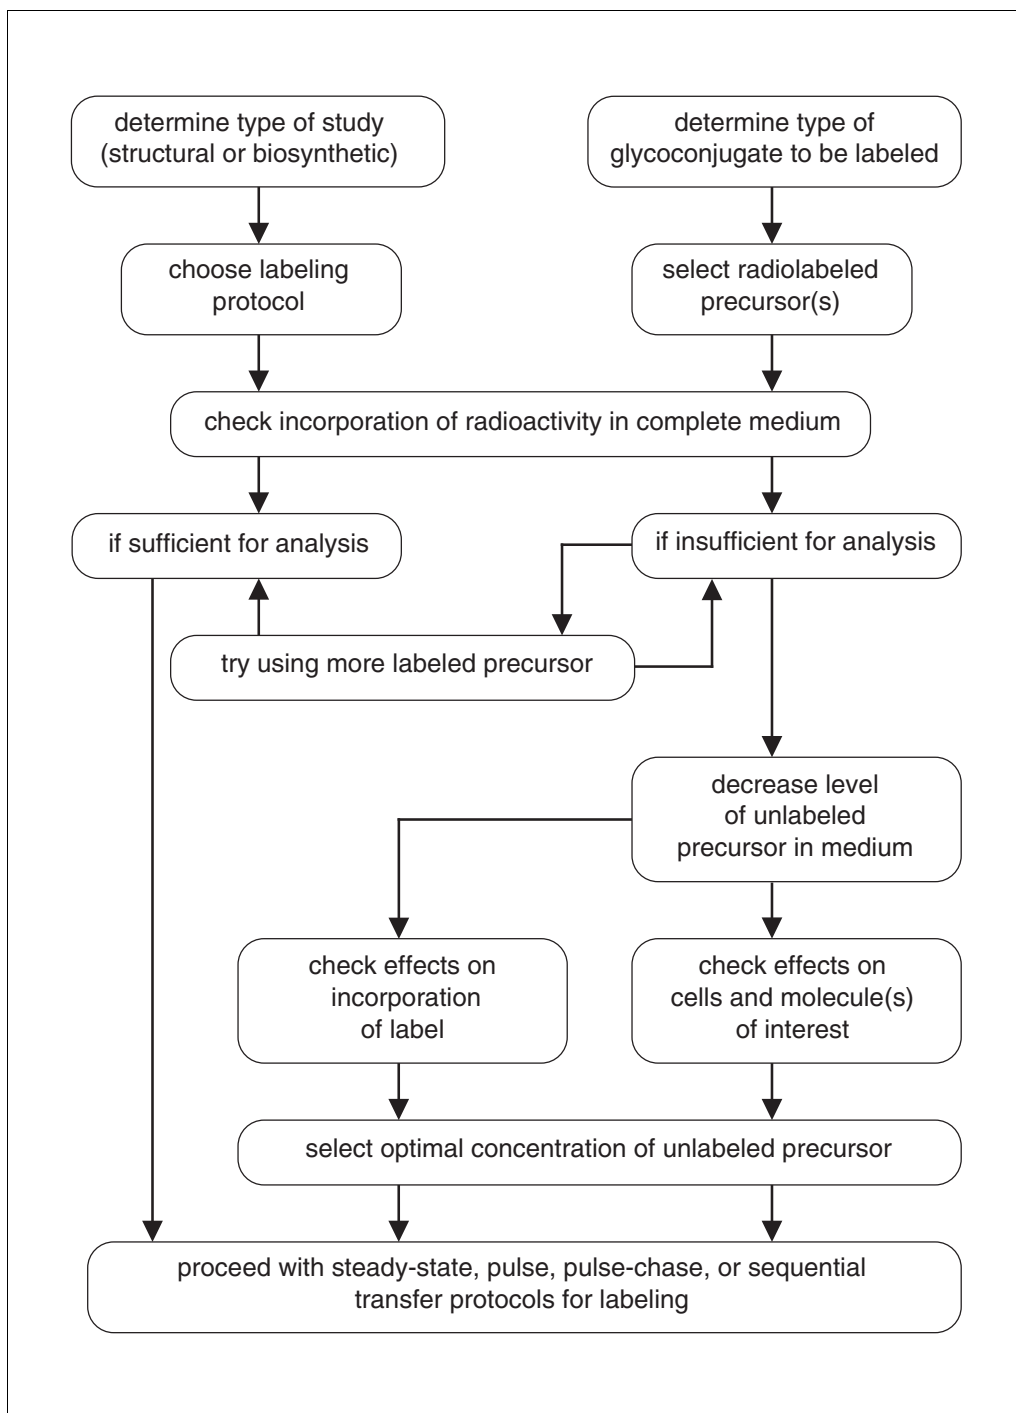 determine type of study
(structural or biosynthetic)
determine type of
glycoconjugate to be labeled
choose labeling
protocol
select radiolabeled
precursor(s)
check incorporation of radioactivity in complete medium
if sufficient for analysis
if insufficient for analysis
try using more labeled precursor
decrease level
of unlabeled
precursor in medium
check effects on
incorporation
of label
check effects on
cells and molecule(s)
of interest
select optimal concentration of unlabeled precursor
proceed with steady-state, pulse, pulse-chase, or sequential
transfer protocols for labeling